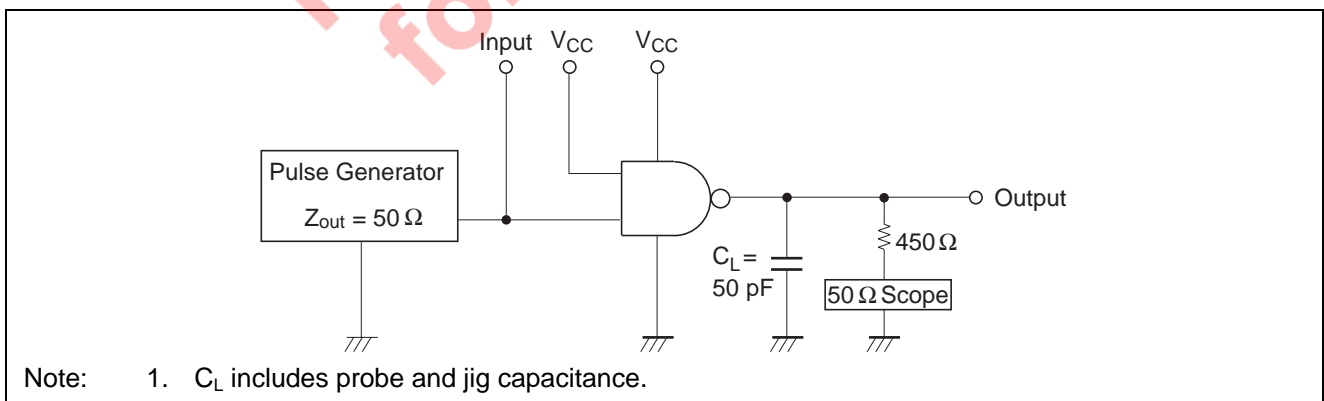 for
Input VCC VCC
Pulse Generator
Zout = 50 Ω
Output
450 Ω
CL =
50 pF
50 Ω Scope
Note: 1. CL includes probe and jig capacitance.